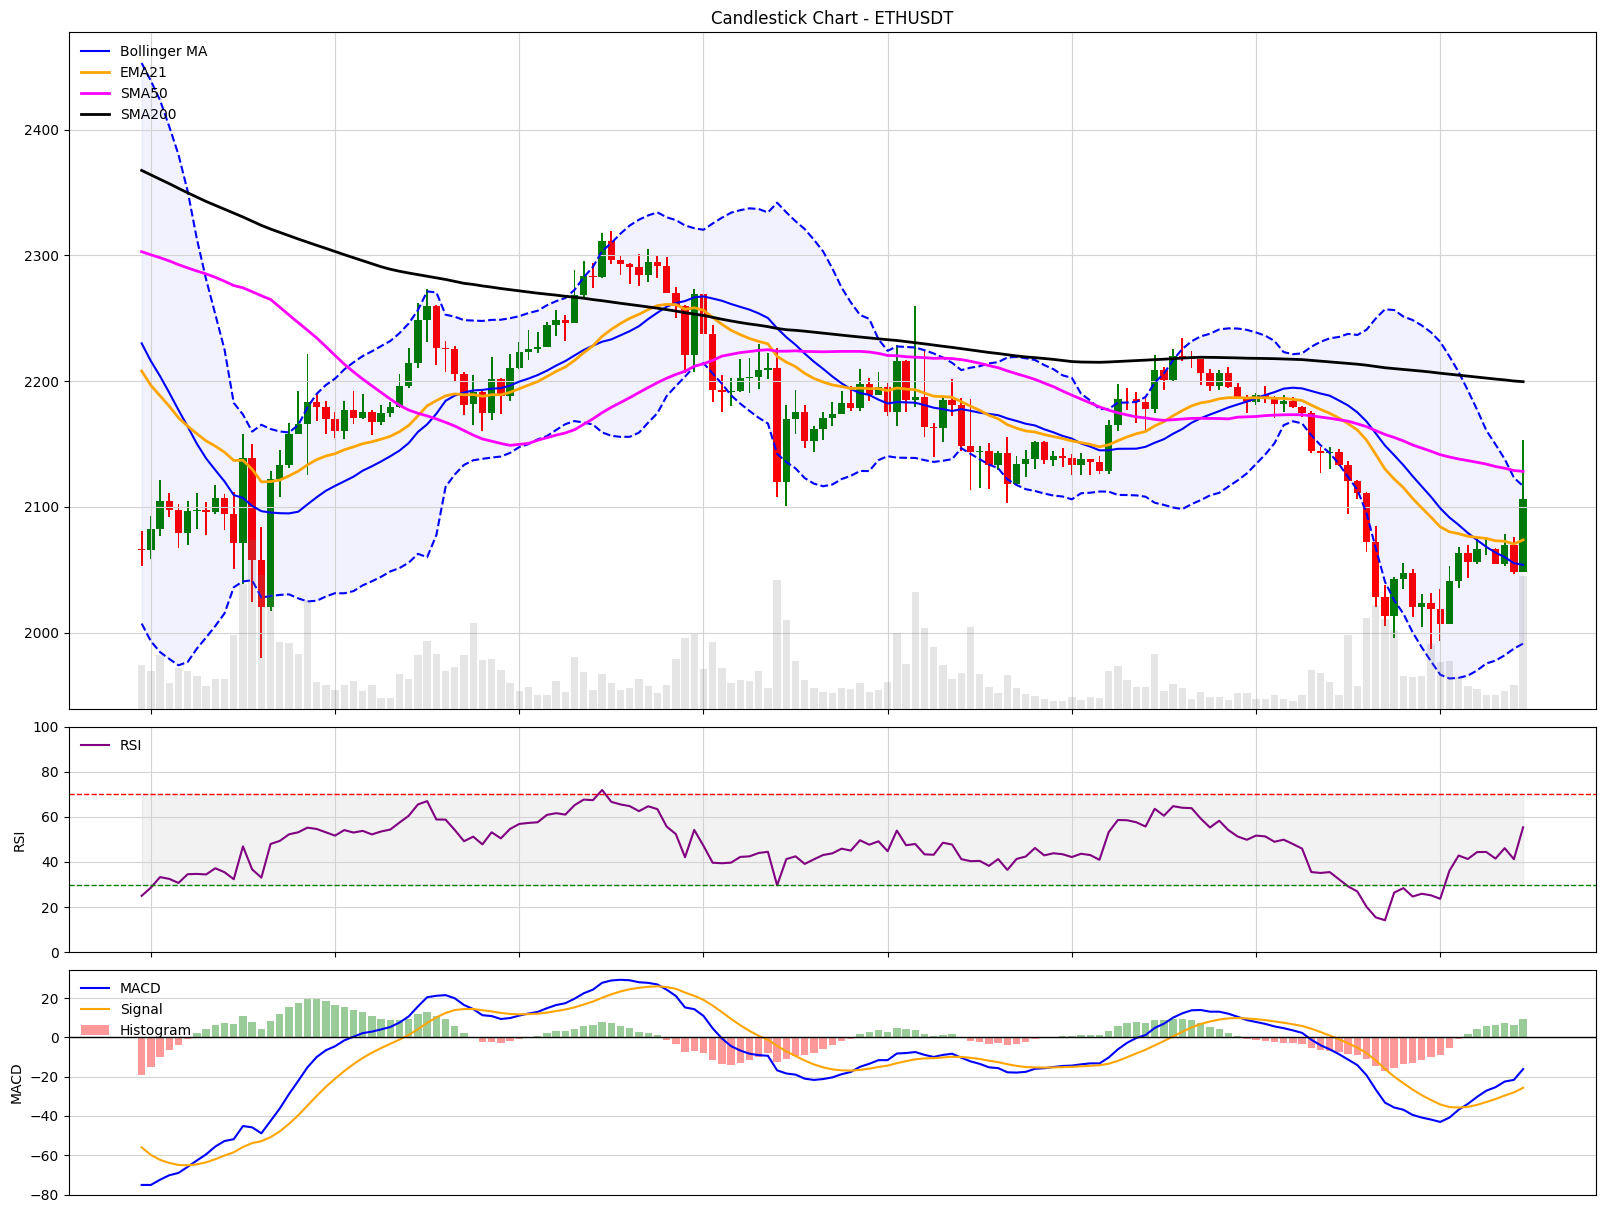 Candlestick Chart - ETHUSDT
Bollinger MA
EMA21
SMA50
SMA200
2400
2300
2200
2100
2000
RSI
100
80
60
40
20
0
RSI
MACD
Signal
Histogram
20
0
−20
−40
−60
−80
MACD